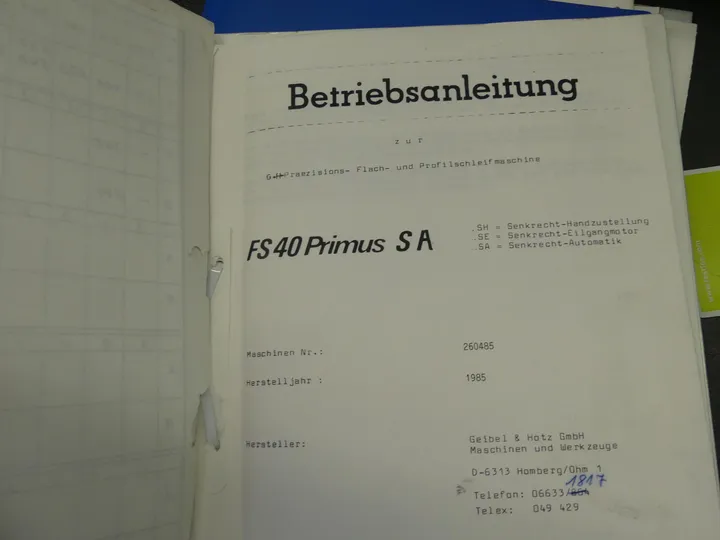 Betriebsanleitung
zur
G.H Praezisions- Flach- und Profilschleifmaschine
FS 40 Primus SA
.SH = Senkrecht-Handzustellung
.SE = Senkrecht-Eilgangmotor
.SA = Senkrecht-Automatik
Maschinen Nr.: 260485
Herstelljahr : 1985
Hersteller: Geibel & Hotz GmbH
Maschinen und Werkzeuge
D-6313 Homberg/Ohm 1
1817
Telefon: 06633/804
Telex: 049 429